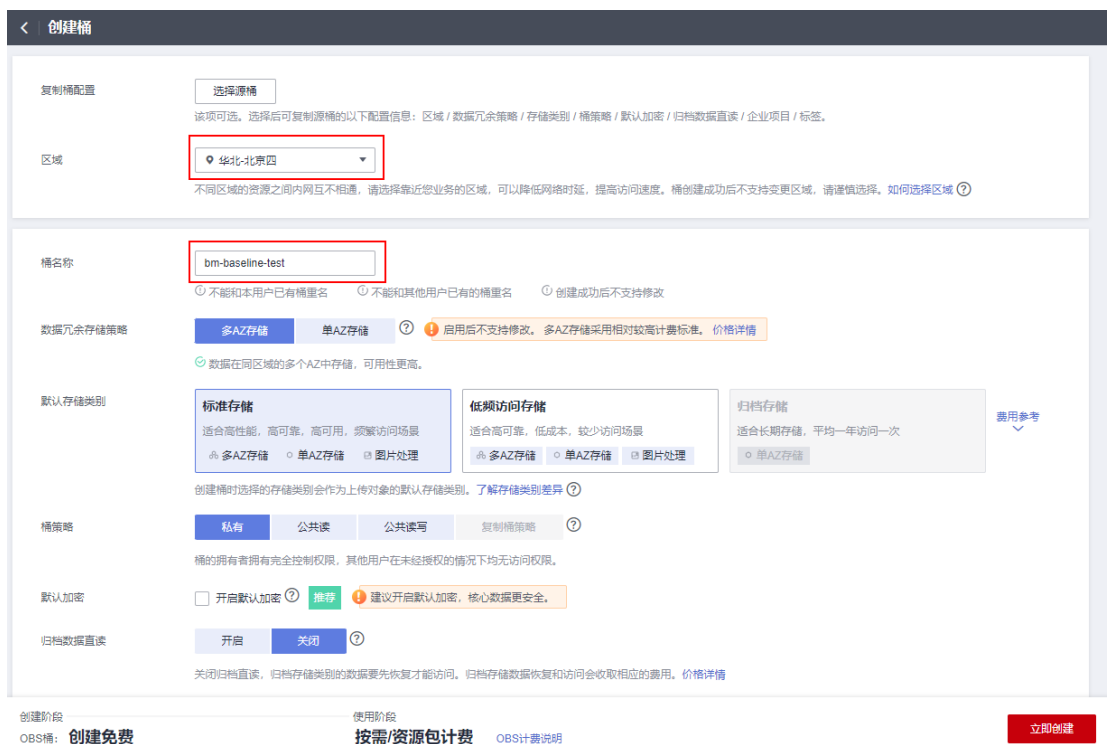 创建桶
复制桶配置 选择源桶
该项可选。选择后可复制源桶的以下配置信息：区域 / 数据冗余策略 / 存储类别 / 桶策略 / 默认加密 / 归档数据直读 / 企业项目 / 标签。
区域 华北-北京四
不同区域的资源之间内网互不相通，请选择靠近您业务的区域，可以降低网络时延，提高访问速度。桶创建成功后不支持变更区域，请谨慎选择。如何选择区域 ?
桶名称 bm-baseline-test
不能和本用户已有桶重名 不能和其他用户已有的桶重名 创建成功后不支持修改
数据冗余存储策略 多AZ存储 单AZ存储 ? 启用后不支持修改。 多AZ存储采用相对较高计费标准。 价格详情
数据在同区域的多个AZ中存储，可用性更高。
默认存储类别 标准存储 低频访问存储 归档存储 费用参考
适合高性能，高可靠，高可用，频繁访问场景 适合高可靠，低成本，较少访问场景 适合长期存储，平均一年访问一次
多AZ存储 单AZ存储 图片处理 多AZ存储 单AZ存储 图片处理 单AZ存储
创建桶时选择的存储类别会作为上传对象的默认存储类别。了解存储类别差异 ?
桶策略 私有 公共读 公共读写 复制桶策略 ?
桶的拥有者拥有完全控制权限，其他用户在未经授权的情况下均无访问权限。
默认加密 开启默认加密 ? 推荐 建议开启默认加密，核心数据更安全。
归档数据直读 开启 关闭 ?
关闭归档直读，归档存储类别的数据要先恢复才能访问。归档存储数据恢复和访问会收取相应的费用。价格详情
创建阶段 使用阶段
OBS桶： 创建免费 按需/资源包计费 OBS计费说明 立即创建